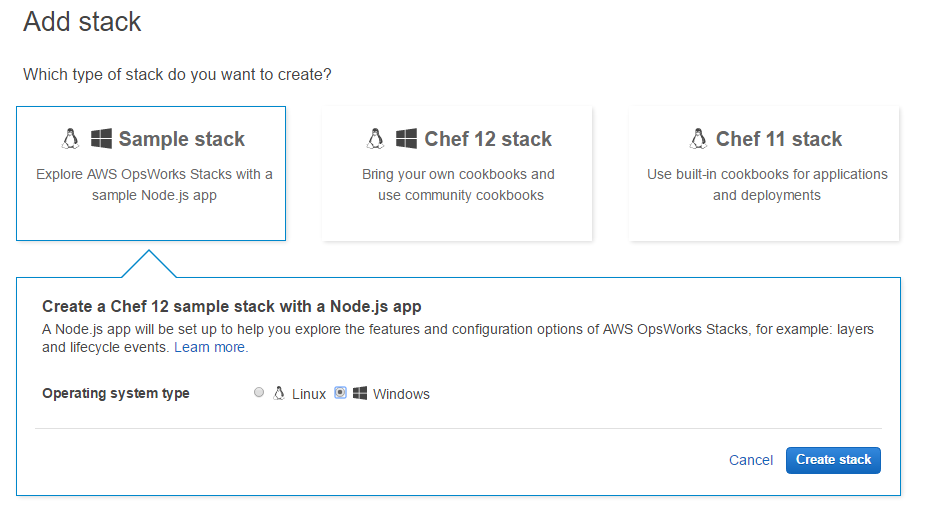 Add stack
Which type of stack do you want to create?
Sample stack
Explore AWS OpsWorks Stacks with a
sample Node.js app
Chef 12 stack
Bring your own cookbooks and
use community cookbooks
Chef 11 stack
Use built-in cookbooks for applications
and deployments
Create a Chef 12 sample stack with a Node.js app
A Node.js app will be set up to help you explore the features and configuration options of AWS OpsWorks Stacks, for example: layers
and lifecycle events. Learn more.
Operating system type Linux Windows
Cancel Create stack